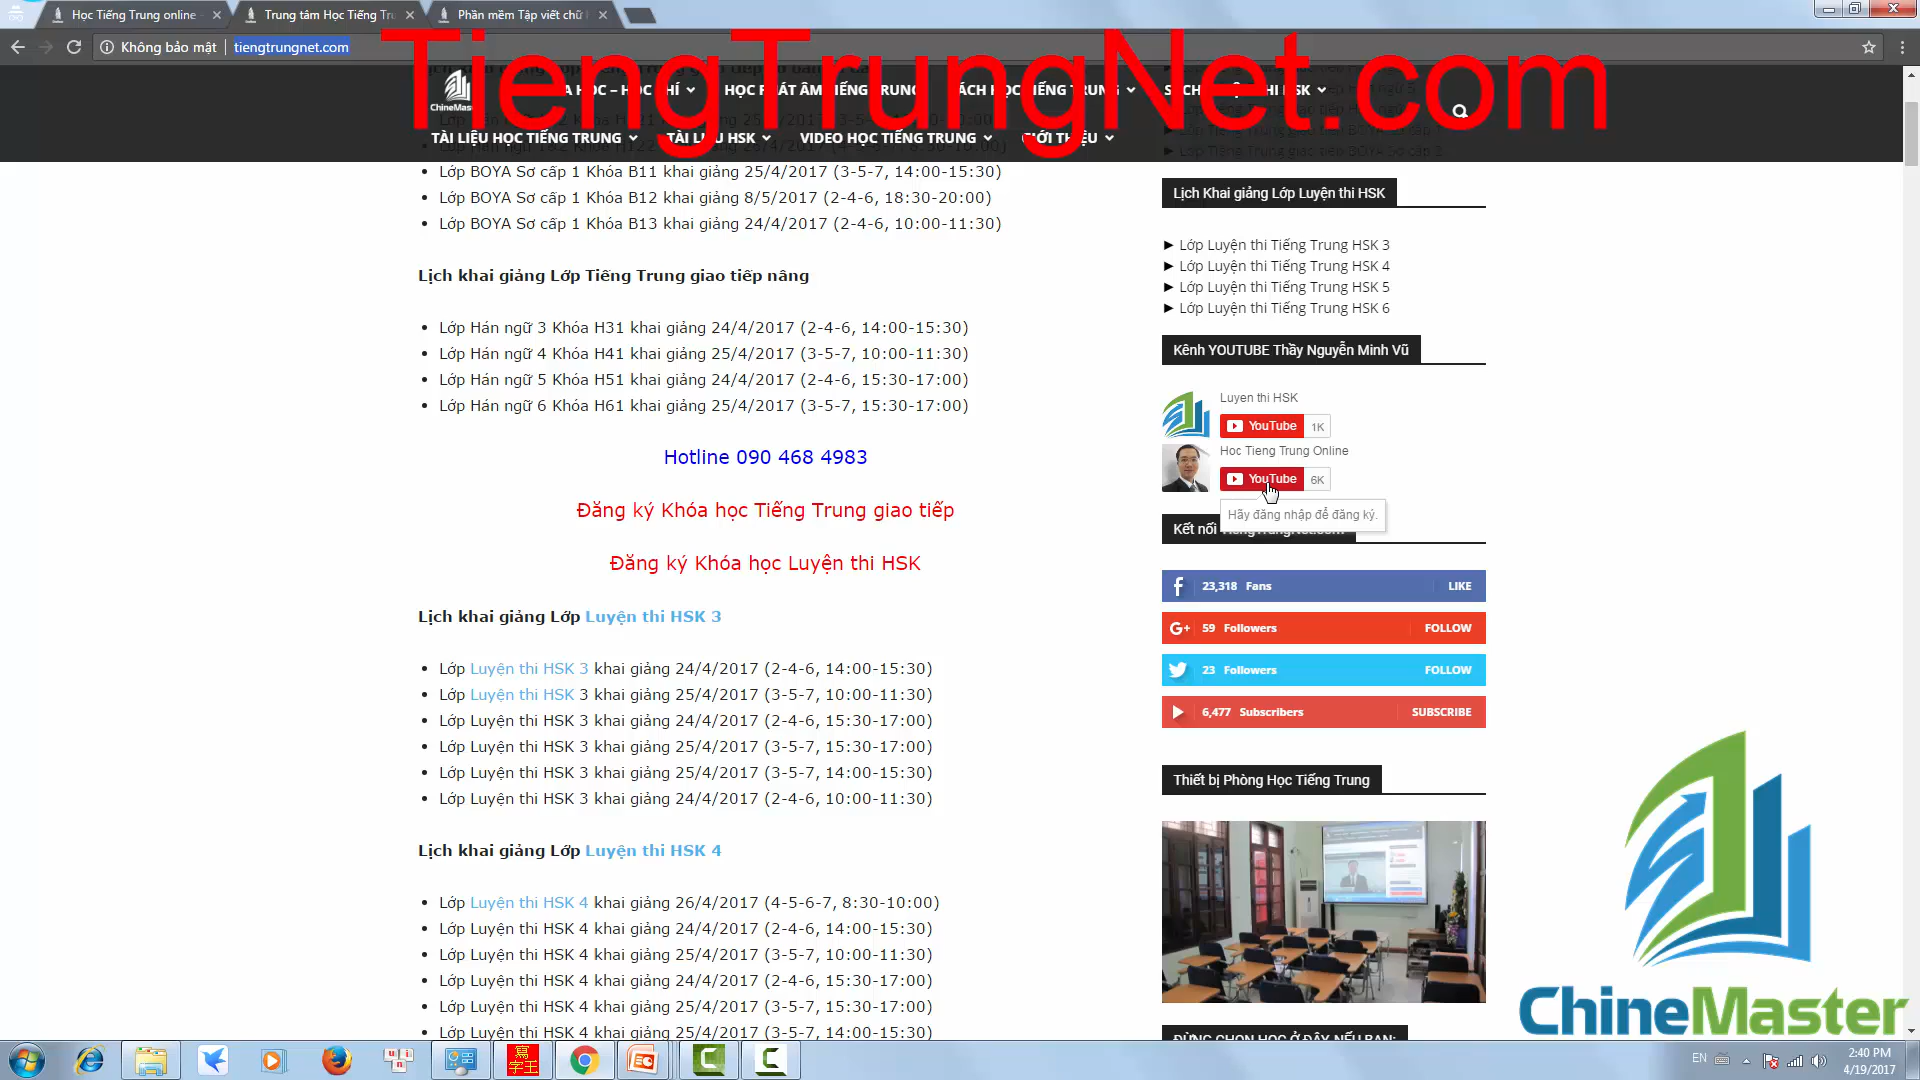 Học Tiếng Trung online -
Trung tâm Học Tiếng Tru
Phần mềm Tập viết chữ
Không bảo mật
tiengtrungnet.com
TiengTrungNet.com
ChineMas
HỌC PHÁT ÂM TIẾNG TRUNG
TÀI LIỆU HỌC TIẾNG TRUNG
TÀI LIỆU HSK
VIDEO HỌC TIẾNG TRUNG
GIỚI THIỆU
Lớp BOYA Sơ cấp 1 Khóa B11 khai giảng 25/4/2017 (3-5-7, 14:00-15:30)
Lớp BOYA Sơ cấp 1 Khóa B12 khai giảng 8/5/2017 (2-4-6, 18:30-20:00)
Lớp BOYA Sơ cấp 1 Khóa B13 khai giảng 24/4/2017 (2-4-6, 10:00-11:30)
Lịch khai giảng Lớp Tiếng Trung giao tiếp nâng
Lớp Hán ngữ 3 Khóa H31 khai giảng 24/4/2017 (2-4-6, 14:00-15:30)
Lớp Hán ngữ 4 Khóa H41 khai giảng 25/4/2017 (3-5-7, 10:00-11:30)
Lớp Hán ngữ 5 Khóa H51 khai giảng 24/4/2017 (2-4-6, 15:30-17:00)
Lớp Hán ngữ 6 Khóa H61 khai giảng 25/4/2017 (3-5-7, 15:30-17:00)
Hotline 090 468 4983
Đăng ký Khóa học Tiếng Trung giao tiếp
Đăng ký Khóa học Luyện thi HSK
Lịch khai giảng Lớp Luyện thi HSK 3
Lớp Luyện thi HSK 3 khai giảng 24/4/2017 (2-4-6, 14:00-15:30)
Lớp Luyện thi HSK 3 khai giảng 25/4/2017 (3-5-7, 10:00-11:30)
Lớp Luyện thi HSK 3 khai giảng 24/4/2017 (2-4-6, 15:30-17:00)
Lớp Luyện thi HSK 3 khai giảng 25/4/2017 (3-5-7, 15:30-17:00)
Lớp Luyện thi HSK 3 khai giảng 25/4/2017 (3-5-7, 14:00-15:30)
Lớp Luyện thi HSK 3 khai giảng 24/4/2017 (2-4-6, 10:00-11:30)
Lịch khai giảng Lớp Luyện thi HSK 4
Lớp Luyện thi HSK 4 khai giảng 26/4/2017 (4-5-6-7, 8:30-10:00)
Lớp Luyện thi HSK 4 khai giảng 24/4/2017 (2-4-6, 14:00-15:30)
Lớp Luyện thi HSK 4 khai giảng 25/4/2017 (3-5-7, 10:00-11:30)
Lớp Luyện thi HSK 4 khai giảng 24/4/2017 (2-4-6, 15:30-17:00)
Lớp Luyện thi HSK 4 khai giảng 25/4/2017 (3-5-7, 15:30-17:00)
Lớp Luyện thi HSK 4 khai giảng 25/4/2017 (3-5-7, 14:00-15:30)
Lịch Khai giảng Lớp Luyện thi HSK
► Lớp Luyện thi Tiếng Trung HSK 3
► Lớp Luyện thi Tiếng Trung HSK 4
► Lớp Luyện thi Tiếng Trung HSK 5
► Lớp Luyện thi Tiếng Trung HSK 6
Kênh YOUTUBE Thầy Nguyễn Minh Vũ
Luyen thi HSK
YouTube 1K
Hoc Tieng Trung Online
YouTube 6K
Hãy đăng nhập để đăng ký.
Kết nối TiengTrungNet.com
23,318 Fans LIKE
59 Followers FOLLOW
23 Followers FOLLOW
6,477 Subscribers SUBSCRIBE
Thiết bị Phòng Học Tiếng Trung
ĐỪNG CHỌN HỌC Ở ĐÂY NẾU BẠN:
ChineMaster
EN
2:40 PM
4/19/2017